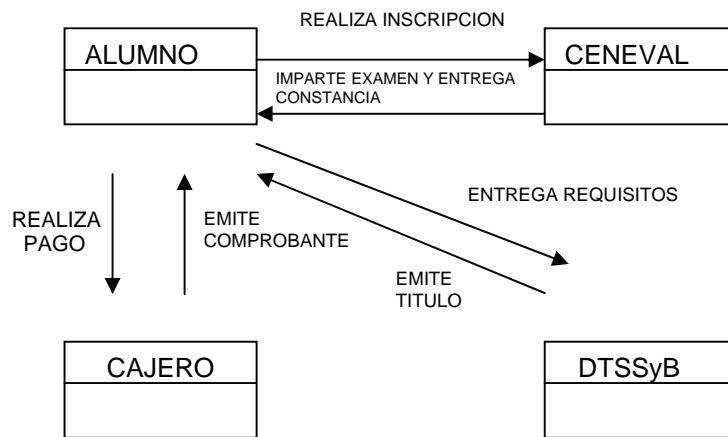 REALIZA INSCRIPCION
ALUMNO
CENEVAL
IMPARTE EXAMEN Y ENTREGA
CONSTANCIA
ENTREGA REQUISITOS
REALIZA
PAGO
EMITE
COMPROBANTE
EMITE
TITULO
CAJERO
DTSSyB